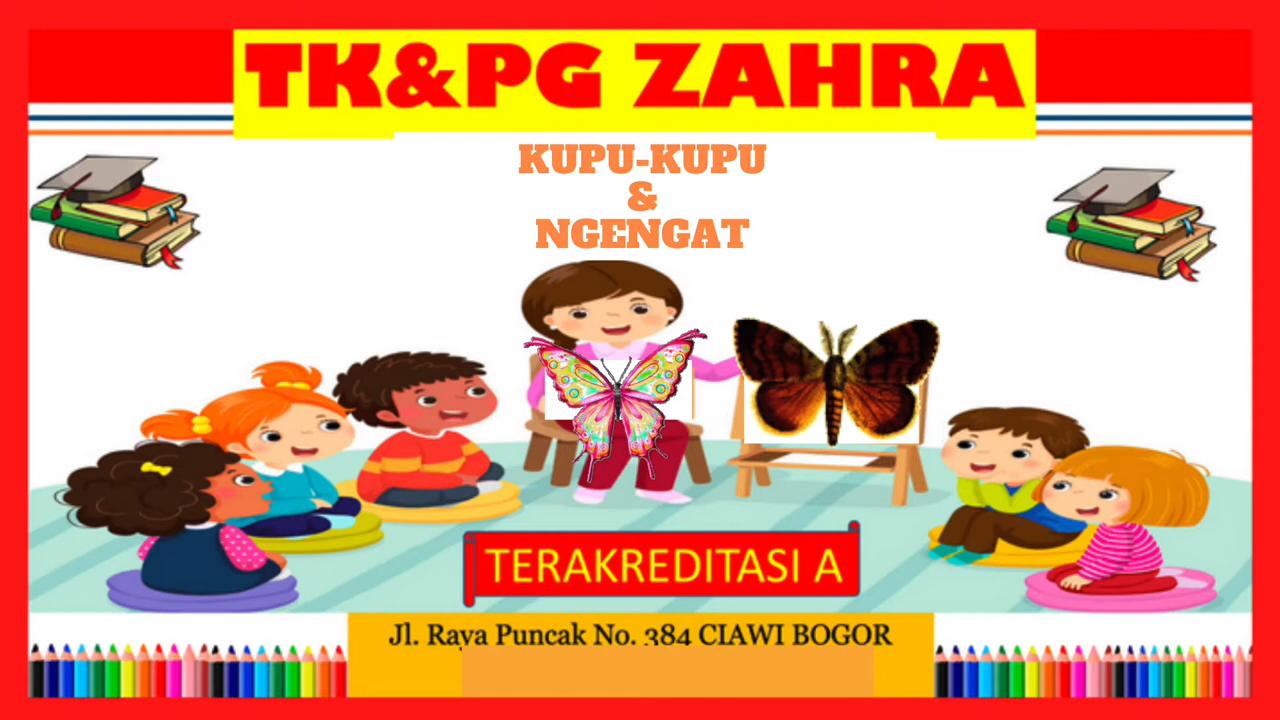 TK&PG ZAHRA
KUPU-KUPU
&
NGENGAT
TERAKREDITASI A
Jl. Raya Puncak No. 384 CIAWI BOGOR